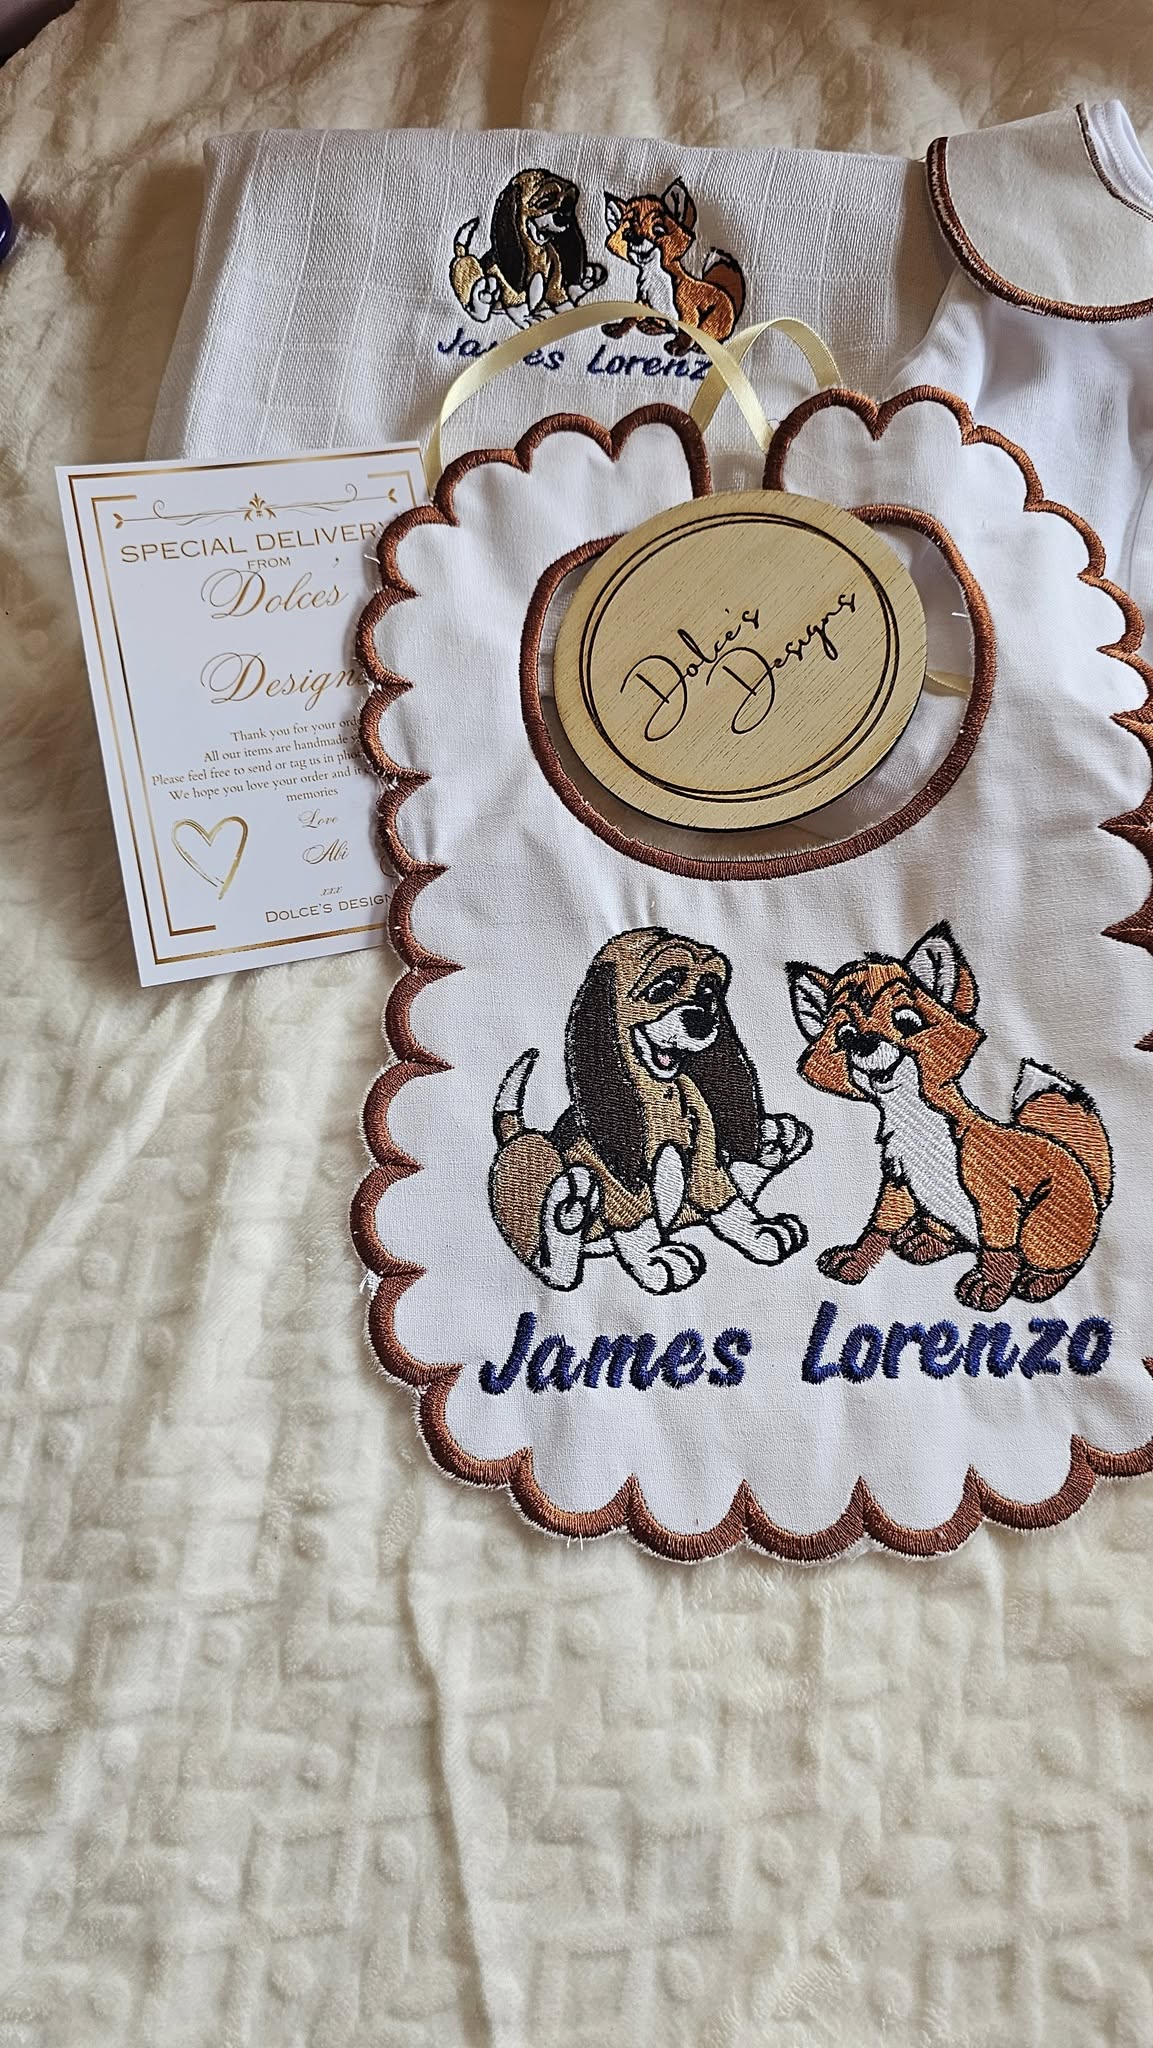 James Lorenz
SPECIAL DELIVERY
FROM
Dolce's
Designs
Thank you for your
All our items are handmade
Please feel free to send or tag us in
We hope you love your order and
memories
Love
Abi
xxx
DOLCE'S DESIGN
Dolce's
Designs
James Lorenzo